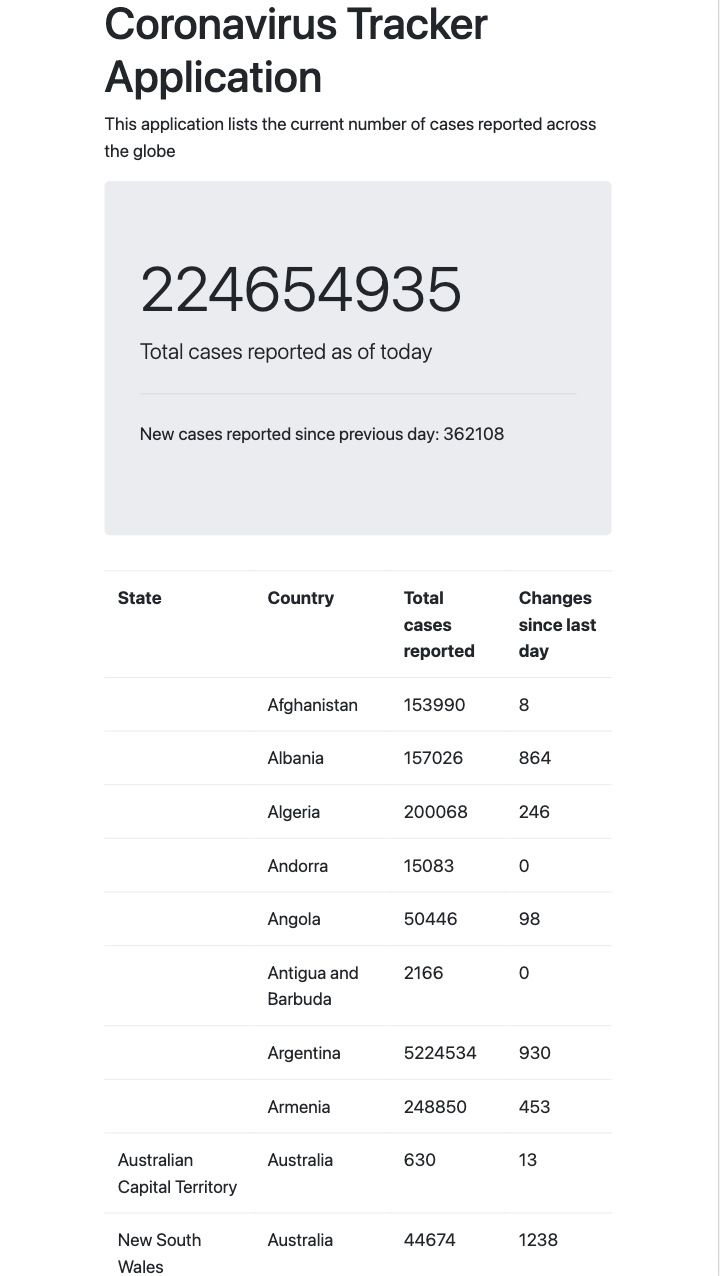 Coronavirus Tracker
Application
This application lists the current number of cases reported across
the globe
224654935
Total cases reported as of today
New cases reported since previous day: 362108
State Country Total cases reported Changes since last day
Afghanistan 153990 8
Albania 157026 864
Algeria 200068 246
Andorra 15083 0
Angola 50446 98
Antigua and Barbuda 2166 0
Argentina 5224534 930
Armenia 248850 453
Australian Capital Territory Australia 630 13
New South Wales Australia 44674 1238